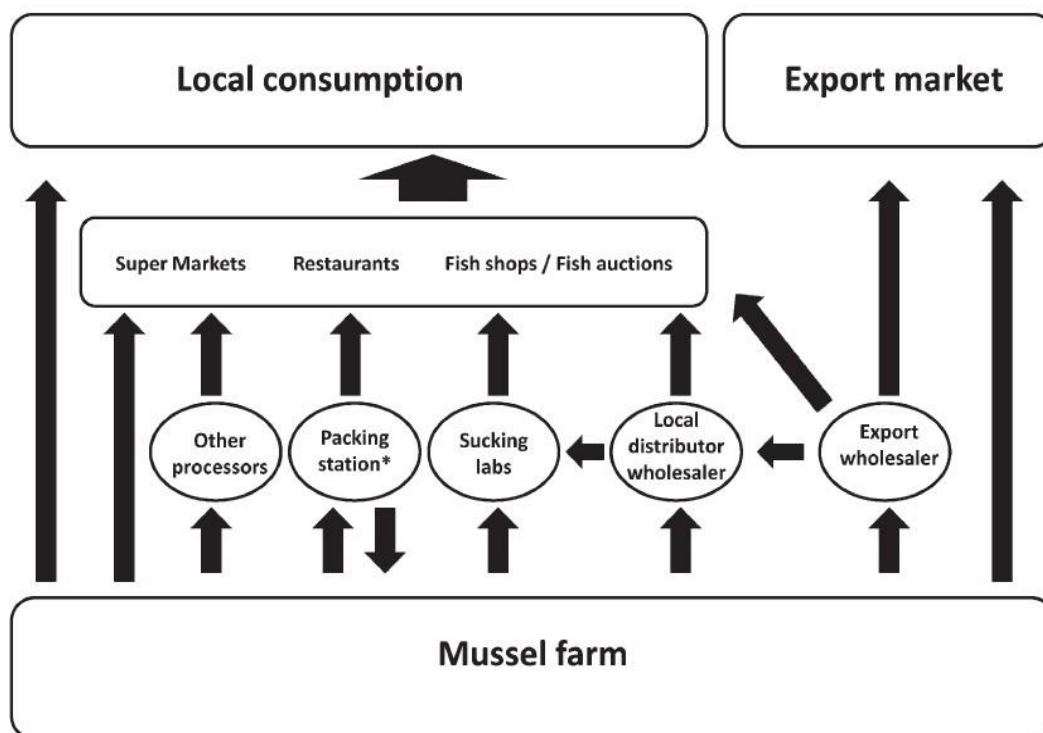 Local consumption
Export market
Super Markets
Restaurants
Fish shops / Fish auctions
Other
processors
Packing
station*
Sucking
labs
Local
distributor
wholesaler
Export
wholesaler
Mussel farm